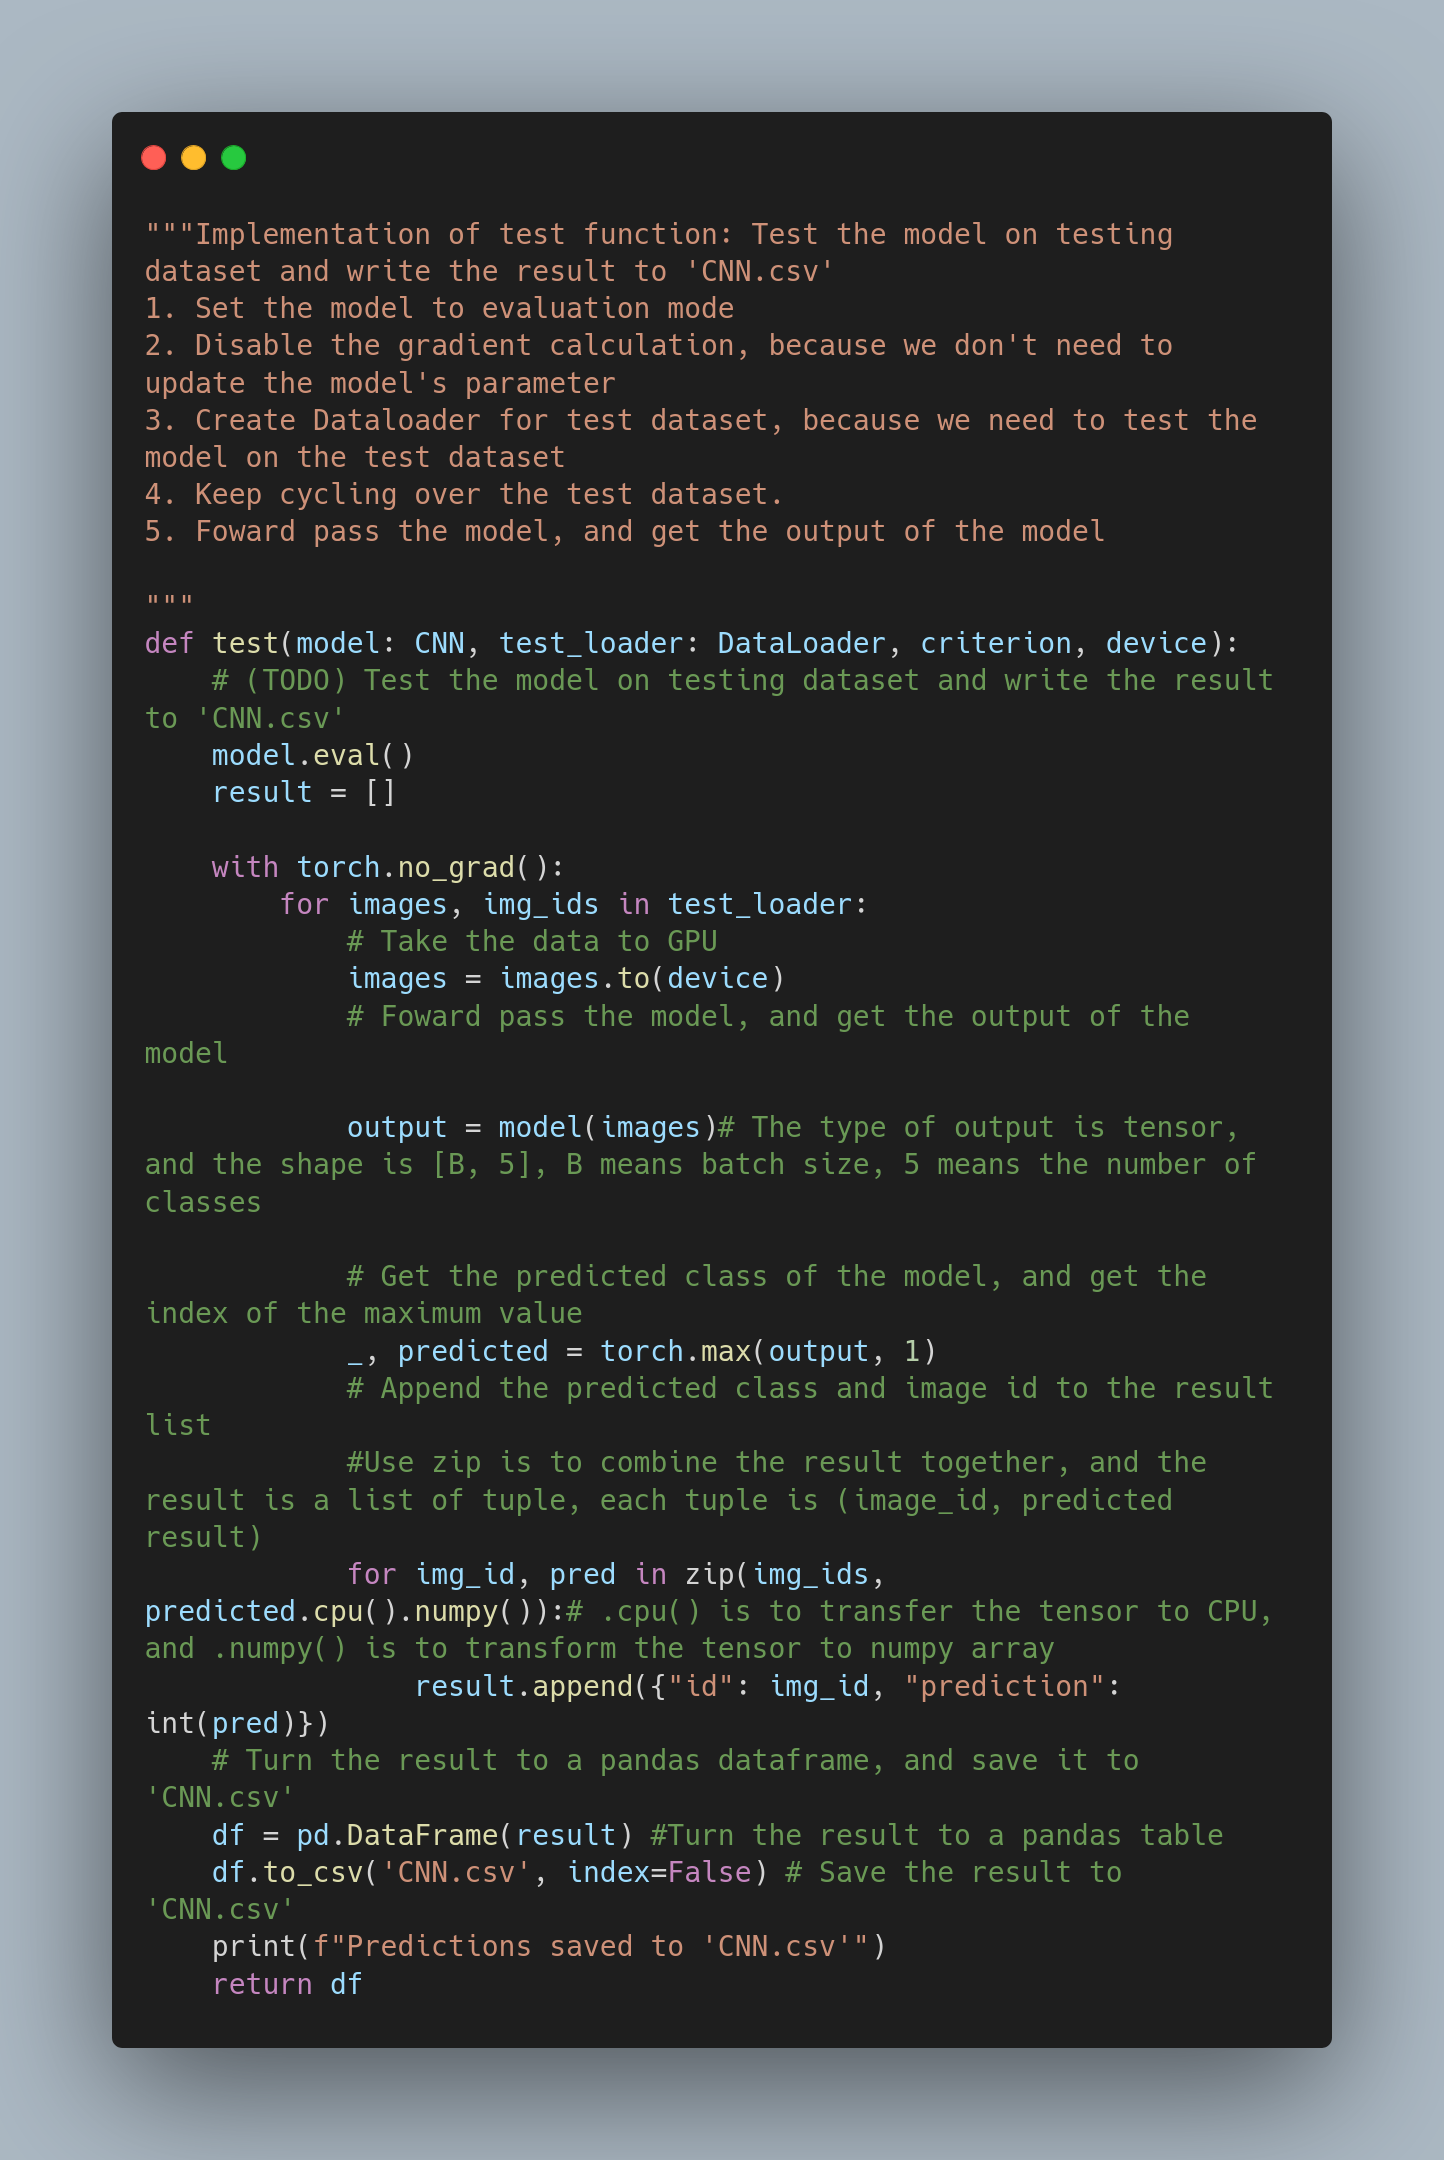 """Implementation of test function: Test the model on testing
dataset and write the result to 'CNN.csv'
1. Set the model to evaluation mode
2. Disable the gradient calculation, because we don't need to
update the model's parameter
3. Create Dataloader for test dataset, because we need to test the
model on the test dataset
4. Keep cycling over the test dataset.
5. Foward pass the model, and get the output of the model

"""
def test(model: CNN, test_loader: DataLoader, criterion, device):
    # (TODO) Test the model on testing dataset and write the result
to 'CNN.csv'
    model.eval()
    result = []

    with torch.no_grad():
        for images, img_ids in test_loader:
            # Take the data to GPU
            images = images.to(device)
            # Foward pass the model, and get the output of the
model

            output = model(images)# The type of output is tensor,
and the shape is [B, 5], B means batch size, 5 means the number of
classes

            # Get the predicted class of the model, and get the
index of the maximum value
            _, predicted = torch.max(output, 1)
            # Append the predicted class and image id to the result
list
            #Use zip is to combine the result together, and the
result is a list of tuple, each tuple is (image_id, predicted
result)
            for img_id, pred in zip(img_ids,
predicted.cpu().numpy()):# .cpu() is to transfer the tensor to CPU,
and .numpy() is to transform the tensor to numpy array
                result.append({"id": img_id, "prediction":
int(pred)})
    # Turn the result to a pandas dataframe, and save it to
'CNN.csv'
    df = pd.DataFrame(result) #Turn the result to a pandas table
    df.to_csv('CNN.csv', index=False) # Save the result to
'CNN.csv'
    print(f"Predictions saved to 'CNN.csv'")
    return df